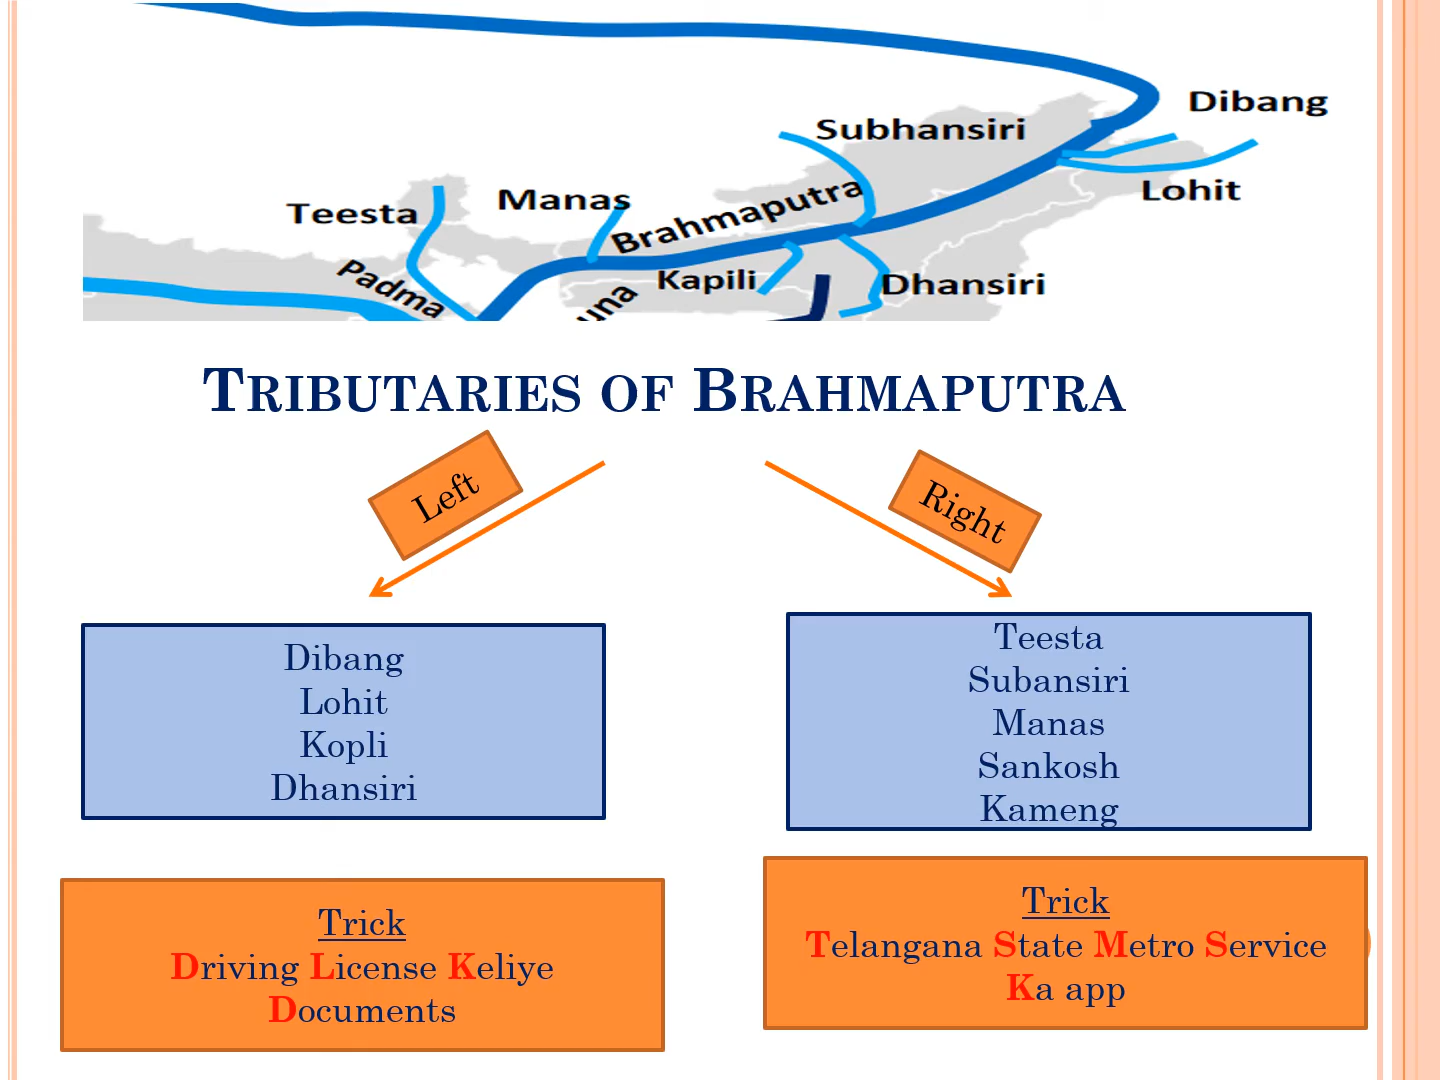 Dibang
Subhansiri
Lohit
Manas
Teesta
Brahmaputra
Padma
Kapili
Dhansiri
una
TRIBUTARIES OF BRAHMAPUTRA
Left
Right
Dibang
Lohit
Kopli
Dhansiri
Teesta
Subansiri
Manas
Sankosh
Kameng
Trick
Driving License Keliye
Documents
Trick
Telangana State Metro Service
Ka app